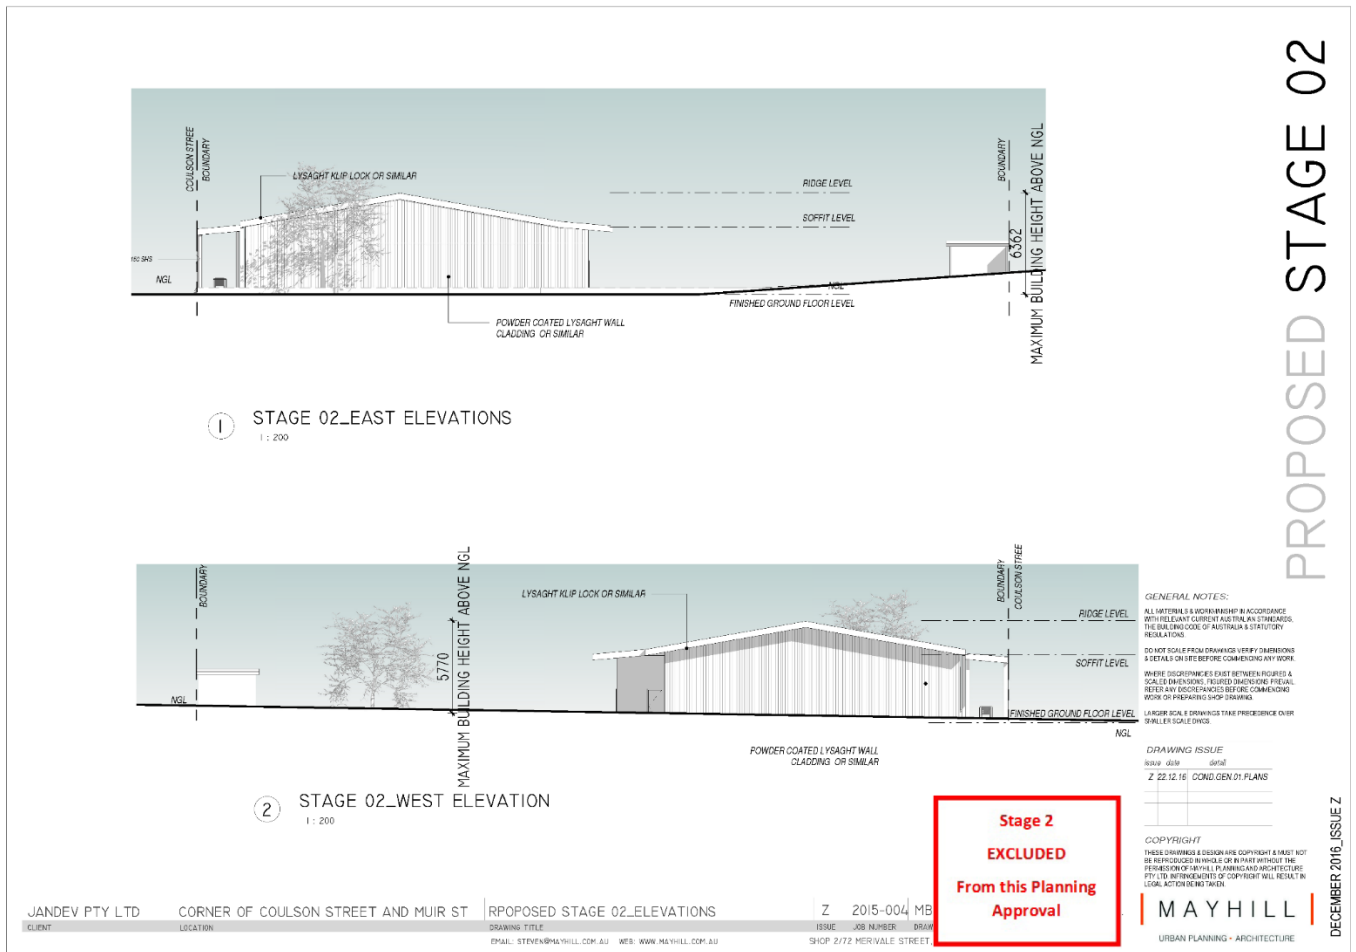 COULSON STREE
BOUNDARY
LYSAGHT KLIP LOCK OR SIMILAR
RIDGE LEVEL
SOFFIT LEVEL
BOUNDARY
6362
MAXIMUM BUILDING HEIGHT ABOVE NGL
150 SHS
NGL
NGL
FINISHED GROUND FLOOR LEVEL
POWDER COATED LYSAGHT WALL
CLADDING OR SIMILAR
1
STAGE 02_EAST ELEVATIONS
1 : 200
PROPOSED STAGE 02
BOUNDARY
5770
MAXIMUM BUILDING HEIGHT ABOVE NGL
LYSAGHT KLIP LOCK OR SIMILAR
BOUNDARY
COULSON STREE
RIDGE LEVEL
SOFFIT LEVEL
NGL
FINISHED GROUND FLOOR LEVEL
NGL
POWDER COATED LYSAGHT WALL
CLADDING OR SIMILAR
2
STAGE 02_WEST ELEVATION
1 : 200
GENERAL NOTES:
ALL MATERIALS & WORKMANSHIP IN ACCORDANCE
WITH RELEVANT CURRENT AUSTRALIAN STANDARDS,
THE BUILDING CODE OF AUSTRALIA & STATUTORY
REGULATIONS.
DO NOT SCALE FROM DRAWINGS VERIFY DIMENSIONS
& DETAILS ON SITE BEFORE COMMENCING ANY WORK.
WHERE DISCREPANCIES EXIST BETWEEN FIGURED &
SCALED DIMENSIONS, FIGURED DIMENSIONS PREVAIL.
REFER ANY DISCREPANCIES BEFORE COMMENCING
WORK OR PREPARING SHOP DRAWING.
LARGER SCALE DRAWINGS TAKE PRECEDENCE OVER
SMALLER SCALE DWGS.
DRAWING ISSUE
issue date detail
Z 22.12.16 COND.GEN.01.PLANS
COPYRIGHT
THESE DRAWINGS & DESIGN ARE COPYRIGHT & MUST NOT
BE REPRODUCED IN WHOLE OR IN PART WITHOUT THE
PERMISSION OF MAYHILL PLANNING AND ARCHITECTURE
PTY LTD. INFRINGEMENTS OF COPYRIGHT WILL RESULT IN
LEGAL ACTION BEING TAKEN.
Stage 2
EXCLUDED
From this Planning
Approval
JANDEV PTY LTD
CLIENT
CORNER OF COULSON STREET AND MUIR ST
LOCATION
RPOPOSED STAGE 02_ELEVATIONS
DRAWING TITLE
Z
ISSUE
2015-004
JOB NUMBER
MB
DRAW
EMAIL: STEVEN@MAYHILL.COM.AU WEB: WWW.MAYHILL.COM.AU
SHOP 2/72 MERIVALE STREET,
MAYHILL
URBAN PLANNING • ARCHITECTURE
DECEMBER 2016_ISSUE Z